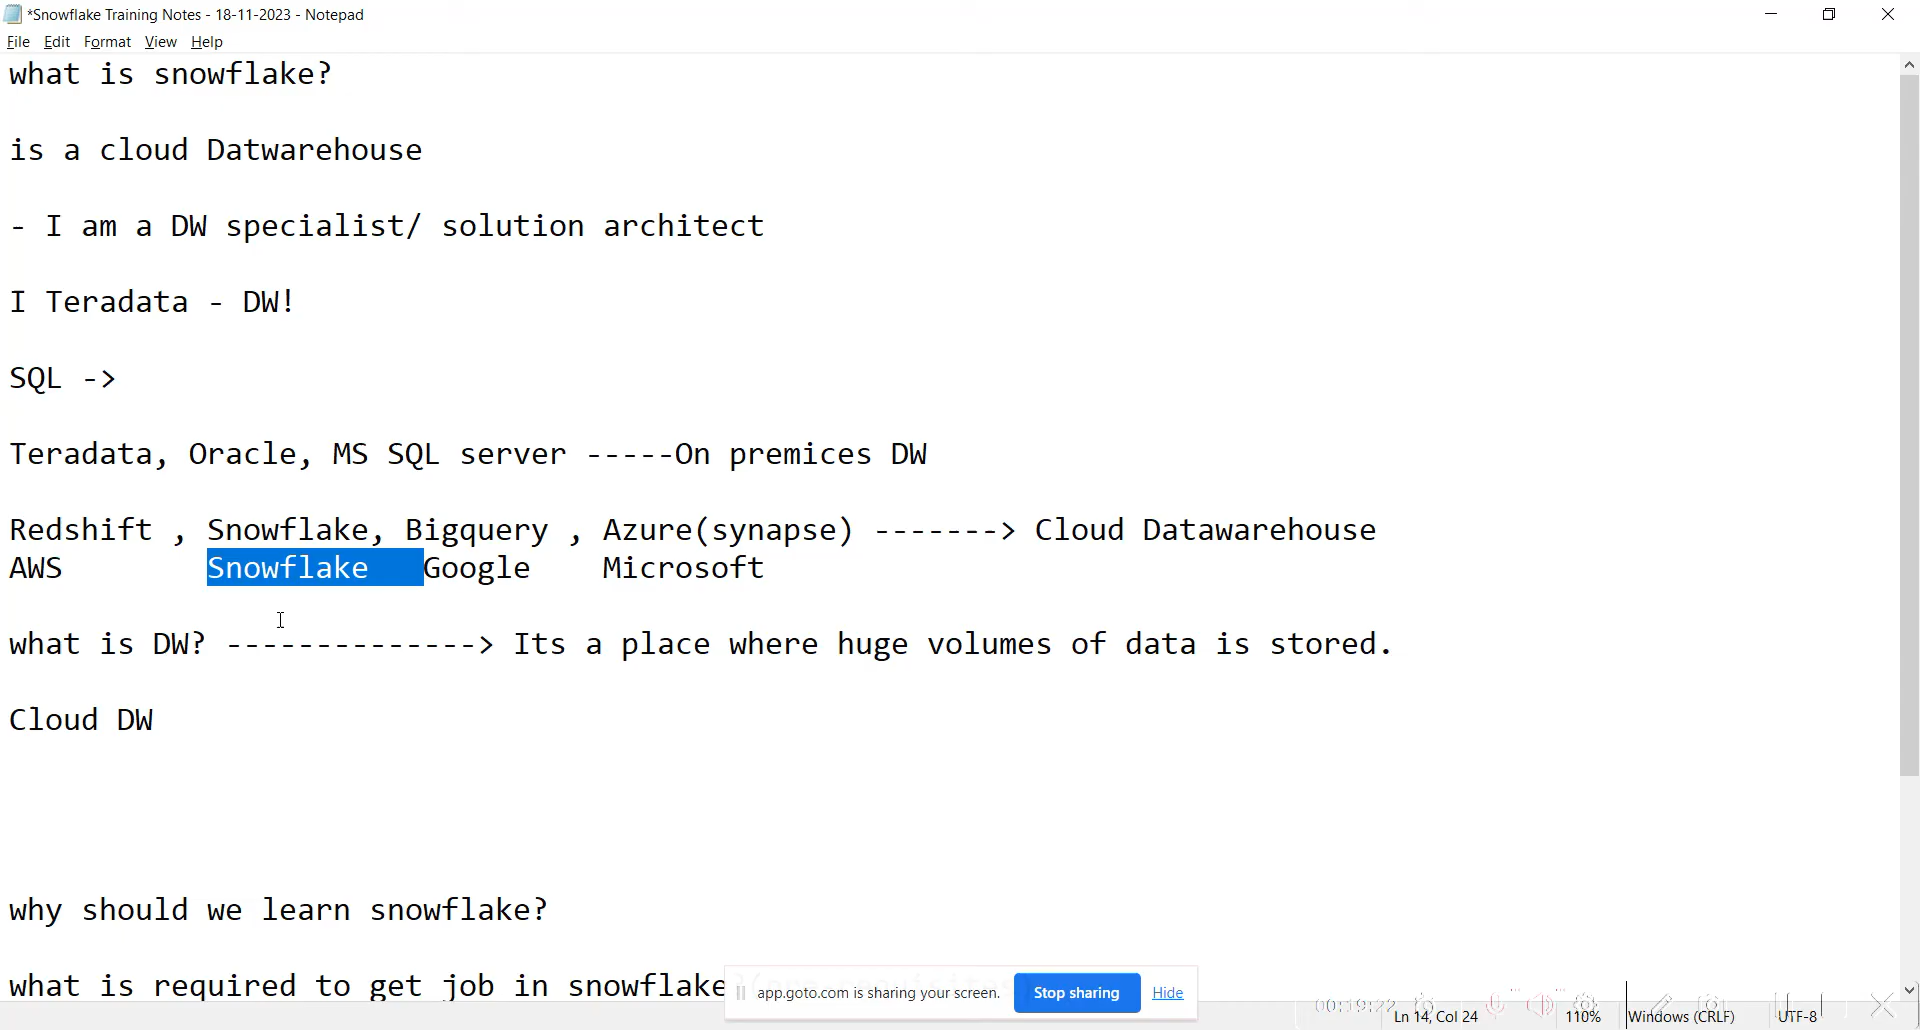 *Snowflake Training Notes - 18-11-2023 - Notepad
File Edit Format View Help
what is snowflake?
is a cloud Datwarehouse
- I am a DW specialist/ solution architect
I Teradata - DW!
SQL ->
Teradata, Oracle, MS SQL server -----On premices DW
Redshift , Snowflake, Bigquery , Azure(synapse) -------> Cloud Datawarehouse
AWS Snowflake Google Microsoft
what is DW? --------------> Its a place where huge volumes of data is stored.
Cloud DW
why should we learn snowflake?
what is required to get job in snowflake
app.goto.com is sharing your screen. Stop sharing Hide
00:19:22
Ln 14, Col 24 110% Windows (CRLF) UTF-8